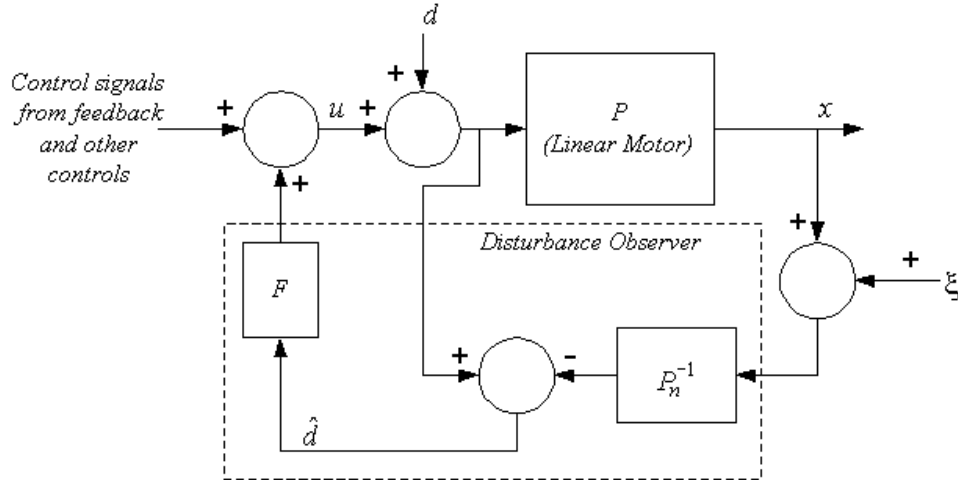 d
Control signals
from feedback
and other
controls
+
+
u
+
+
P
(Linear Motor)
x
+
+
ξ
Disturbance Observer
F
+
-
P_n^{-1}
d̂